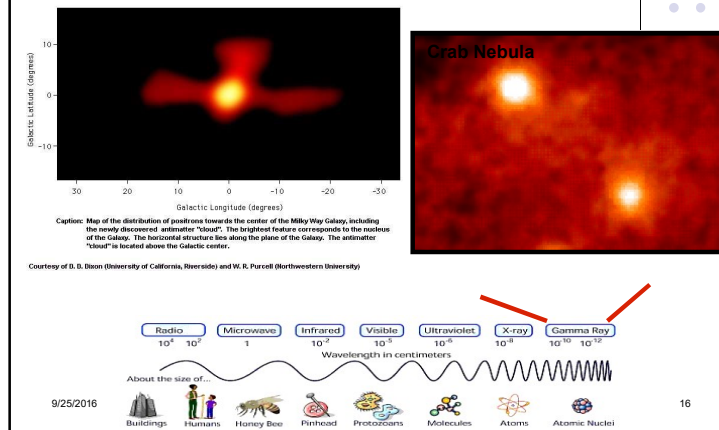 Crab Nebula
Galactic Latitude (degrees)
10
0
-10
30 20 10 0 -10 -20 -30
Galactic Longitude (degrees)
Caption: Map of the distribution of positrons towards the center of the Milky Way Galaxy, including
the newly discovered antimatter "cloud". The brightest feature corresponds to the nucleus
of the Galaxy. The horizontal structure lies along the plane of the Galaxy. The antimatter
"cloud" is located above the Galactic center.
Courtesy of D. D. Dixon (University of California, Riverside) and W. R. Purcell (Northwestern University)
Radio Microwave Infrared Visible Ultraviolet X-ray Gamma Ray
10⁴ 10² 1 10⁻² 10⁻⁵ 10⁻⁶ 10⁻⁸ 10⁻¹⁰ 10⁻¹²
Wavelength in centimeters
About the size of...
9/25/2016
16
Buildings Humans Honey Bee Pinhead Protozoans Molecules Atoms Atomic Nuclei